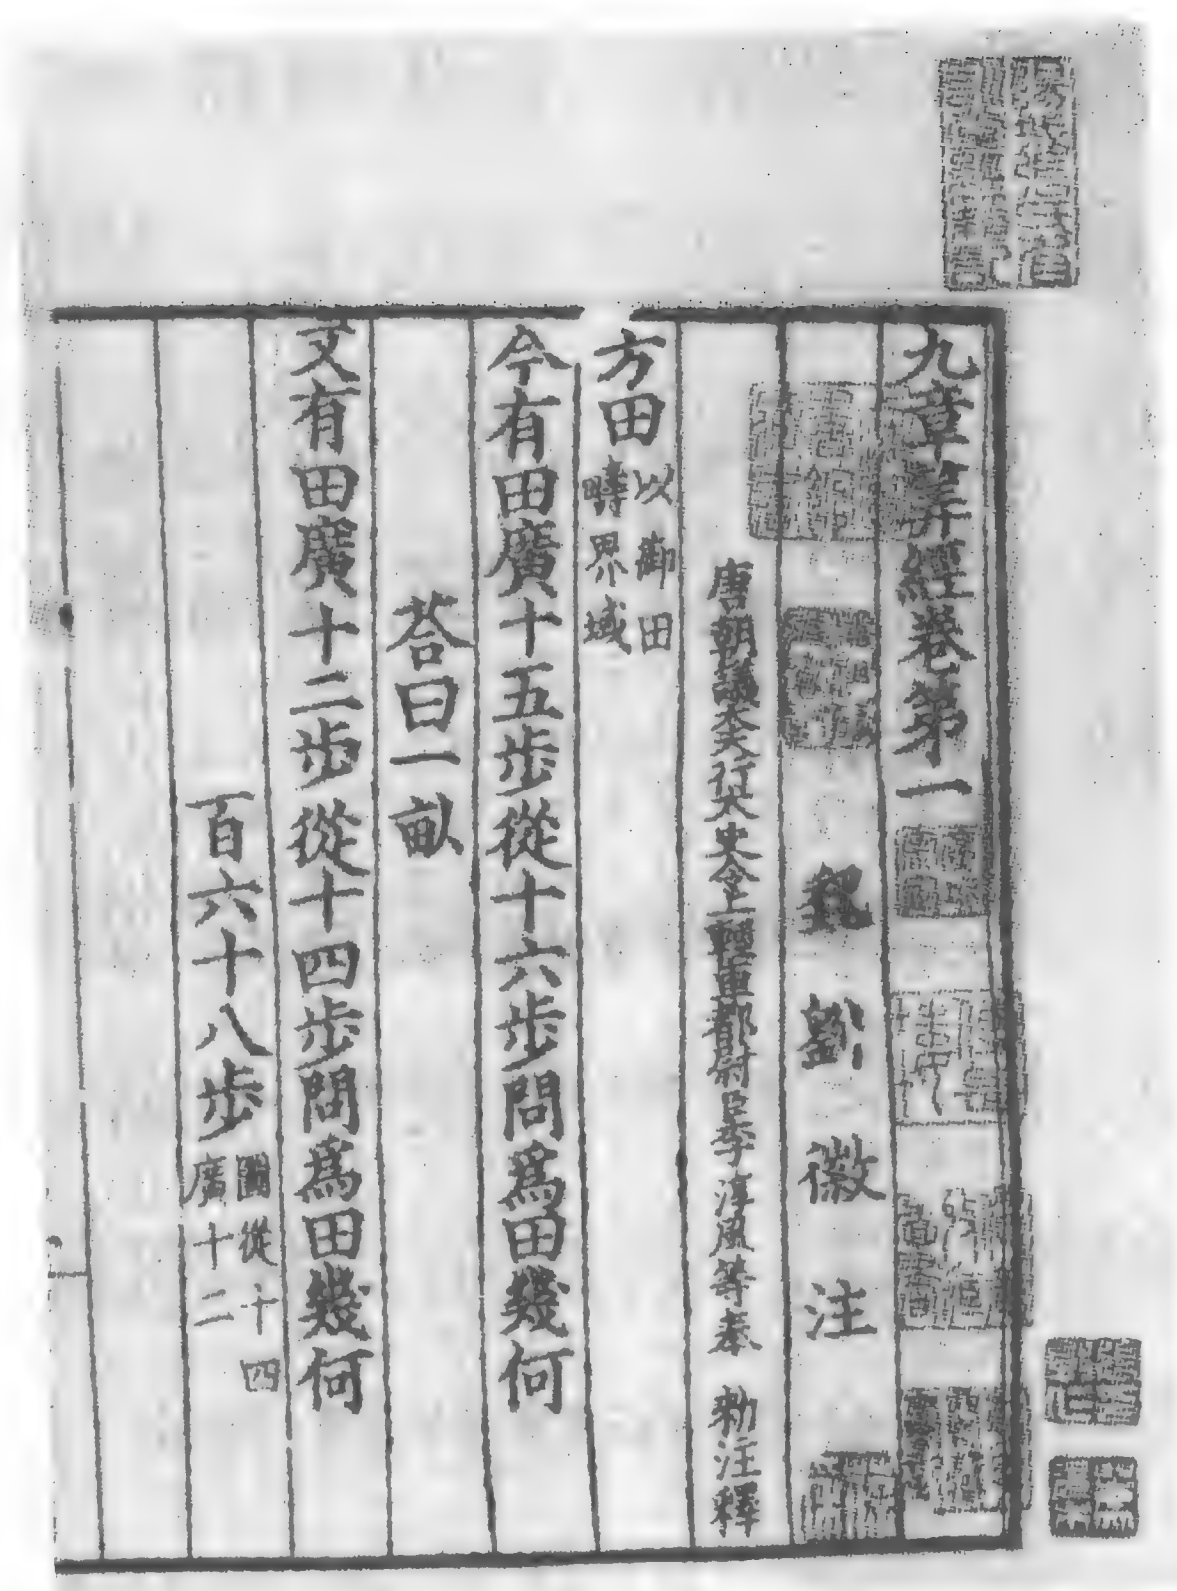 九章筭經卷第一
魏劉徽注
唐朝議大夫行太史令上輕車都尉臣李淳風等奉 勅注釋
方田 以御田
疇界域
今有田廣十五步從十六步問爲田幾何
荅曰一畝
又有田廣十二步從十四步問爲田幾何
百六十八步 圖從十四
廣十二